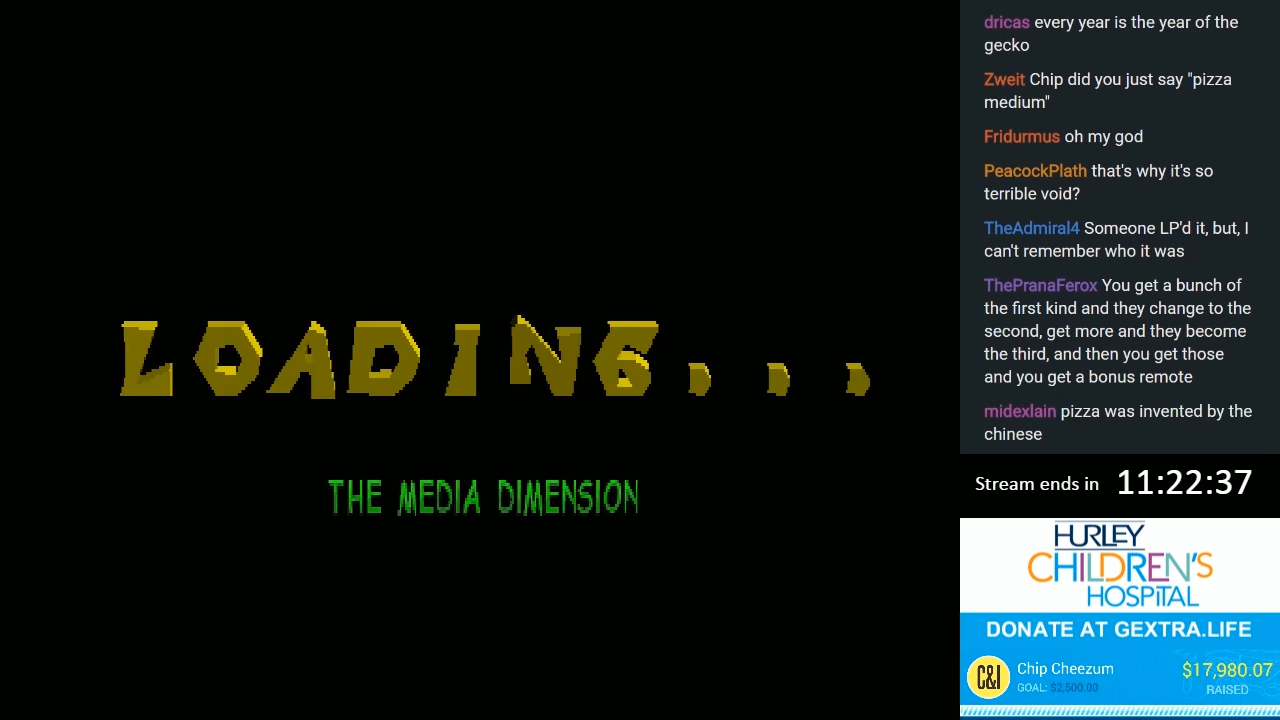 LOADING...
THE MEDIA DIMENSION
dricas every year is the year of the
gecko
Zweit Chip did you just say "pizza
medium"
Fridurmus oh my god
PeacockPlath that's why it's so
terrible void?
TheAdmiral4 Someone LP'd it, but, I
can't remember who it was
ThePranaFerox You get a bunch of
the first kind and they change to the
second, get more and they become
the third, and then you get those
and you get a bonus remote
midexlain pizza was invented by the
chinese
Stream ends in 11:22:37
HURLEY
CHILDREN'S
HOSPITAL
DONATE AT GEXTRA.LIFE
C&I Chip Cheezum $17,980.07
GOAL: $2,500.00 RAISED